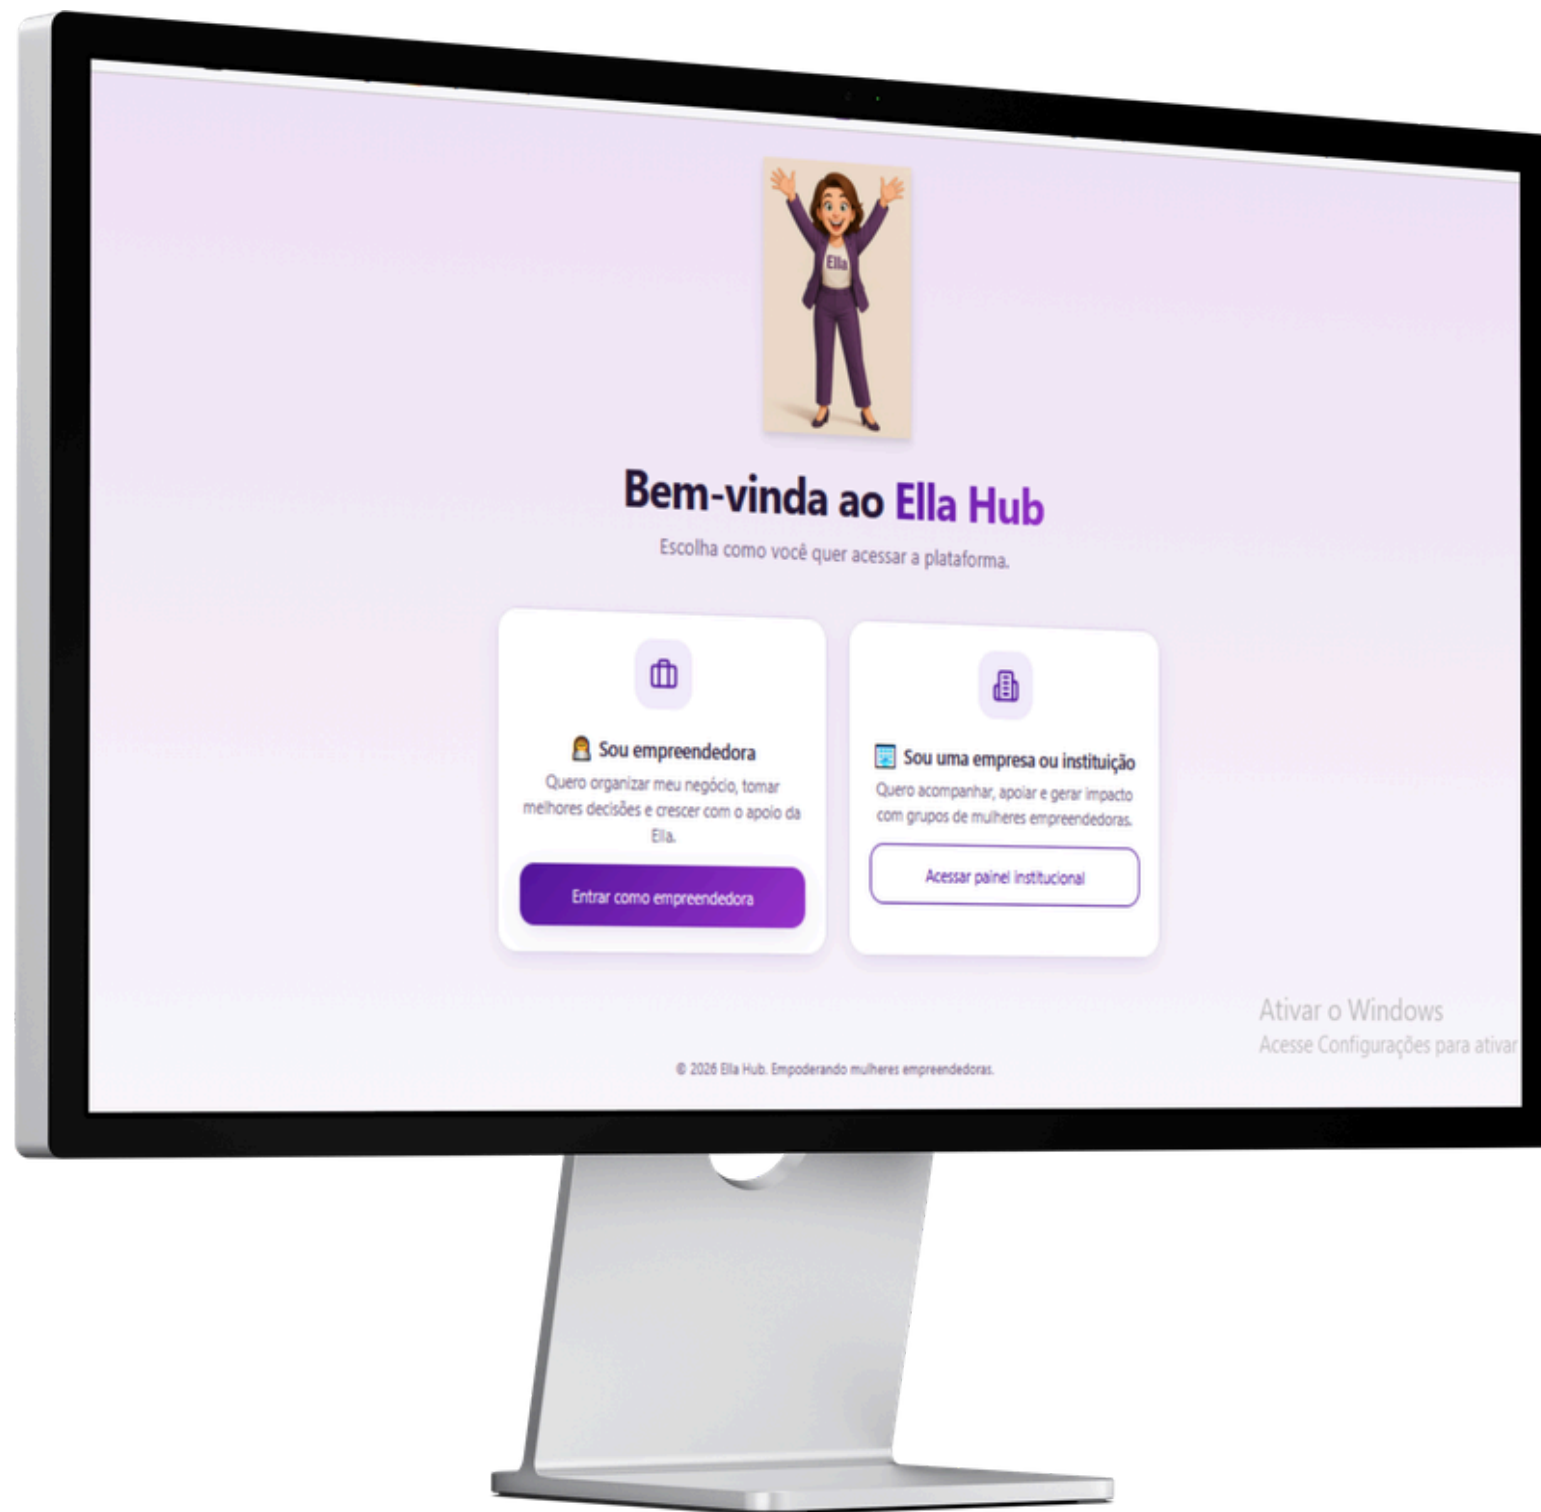 Ella
Bem-vinda ao Ella Hub
Escolha como você quer acessar a plataforma.
Sou empreendedora
Quero organizar meu negócio, tomar
melhores decisões e crescer com o apoio da
Ella.
Entrar como empreendedora
Sou uma empresa ou instituição
Quero acompanhar, apoiar e gerar impacto
com grupos de mulheres empreendedoras.
Acessar painel institucional
Ativar o Windows
Acesse Configurações para ativar
© 2026 Ella Hub. Empoderando mulheres empreendedoras.